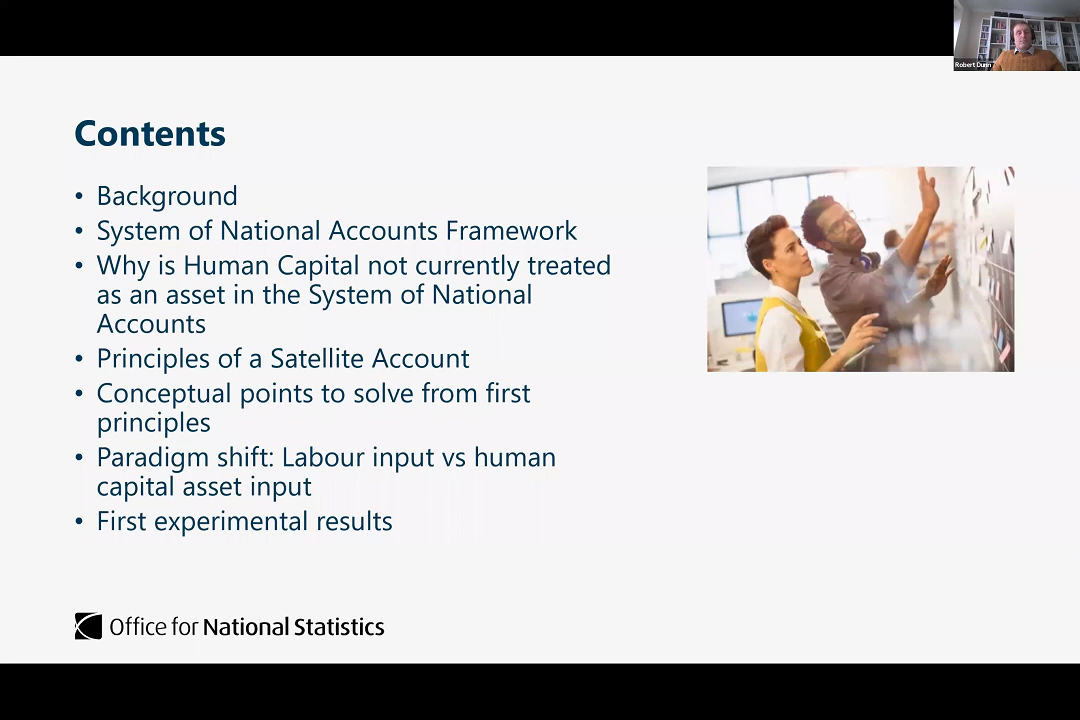 Robert Dunn
Contents
• Background
• System of National Accounts Framework
• Why is Human Capital not currently treated
as an asset in the System of National
Accounts
• Principles of a Satellite Account
• Conceptual points to solve from first
principles
• Paradigm shift: Labour input vs human
capital asset input
• First experimental results
Office for National Statistics